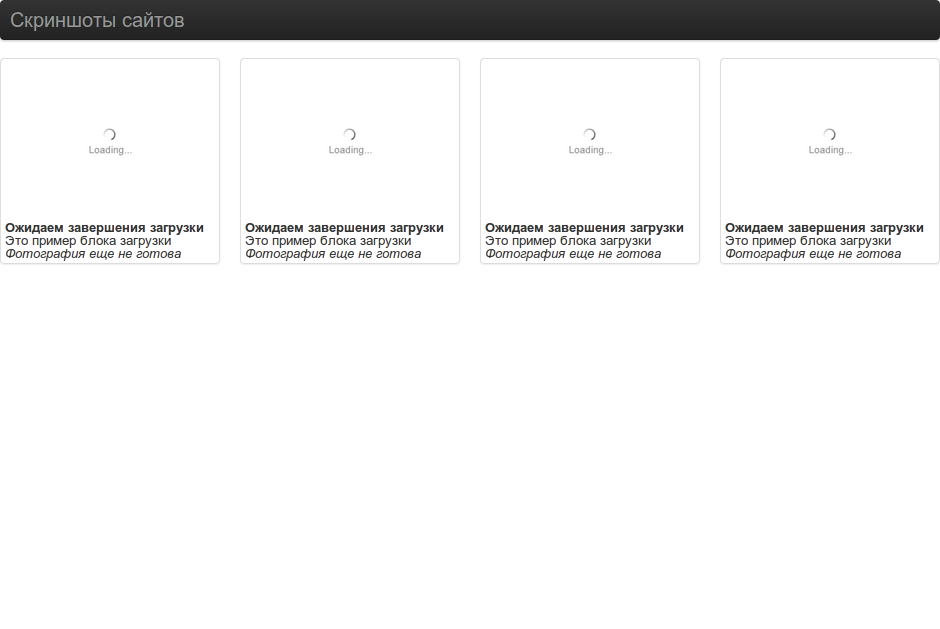 Скриншоты сайтов
Loading...
Ожидаем завершения загрузки
Это пример блока загрузки
Фотография еще не готова
Loading...
Ожидаем завершения загрузки
Это пример блока загрузки
Фотография еще не готова
Loading...
Ожидаем завершения загрузки
Это пример блока загрузки
Фотография еще не готова
Loading...
Ожидаем завершения загрузки
Это пример блока загрузки
Фотография еще не готова